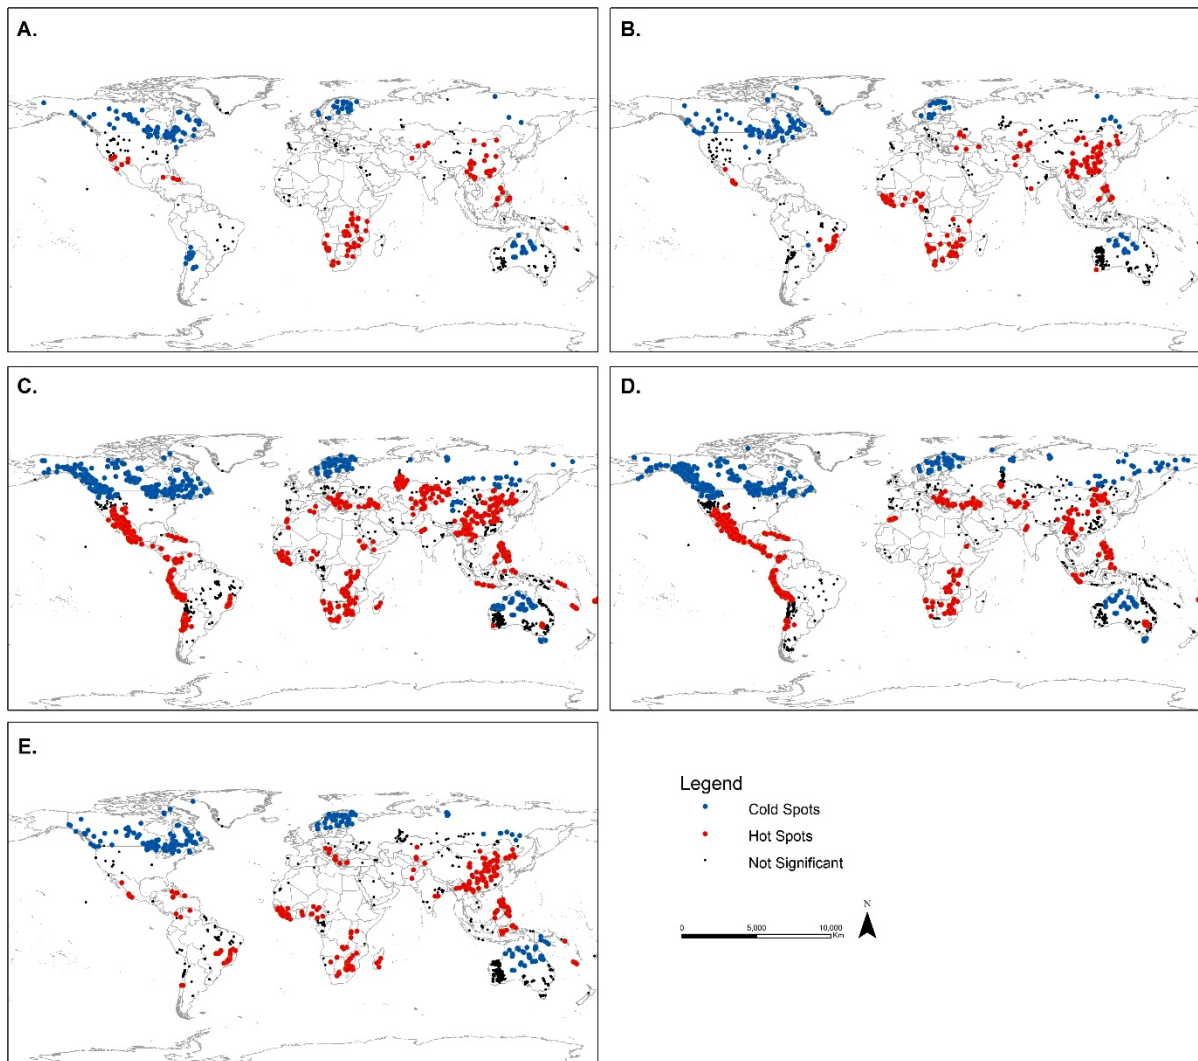 A.
B.
C.
D.
E.
Legend
Cold Spots
Hot Spots
Not Significant
N
0 5,000 10,000
Km